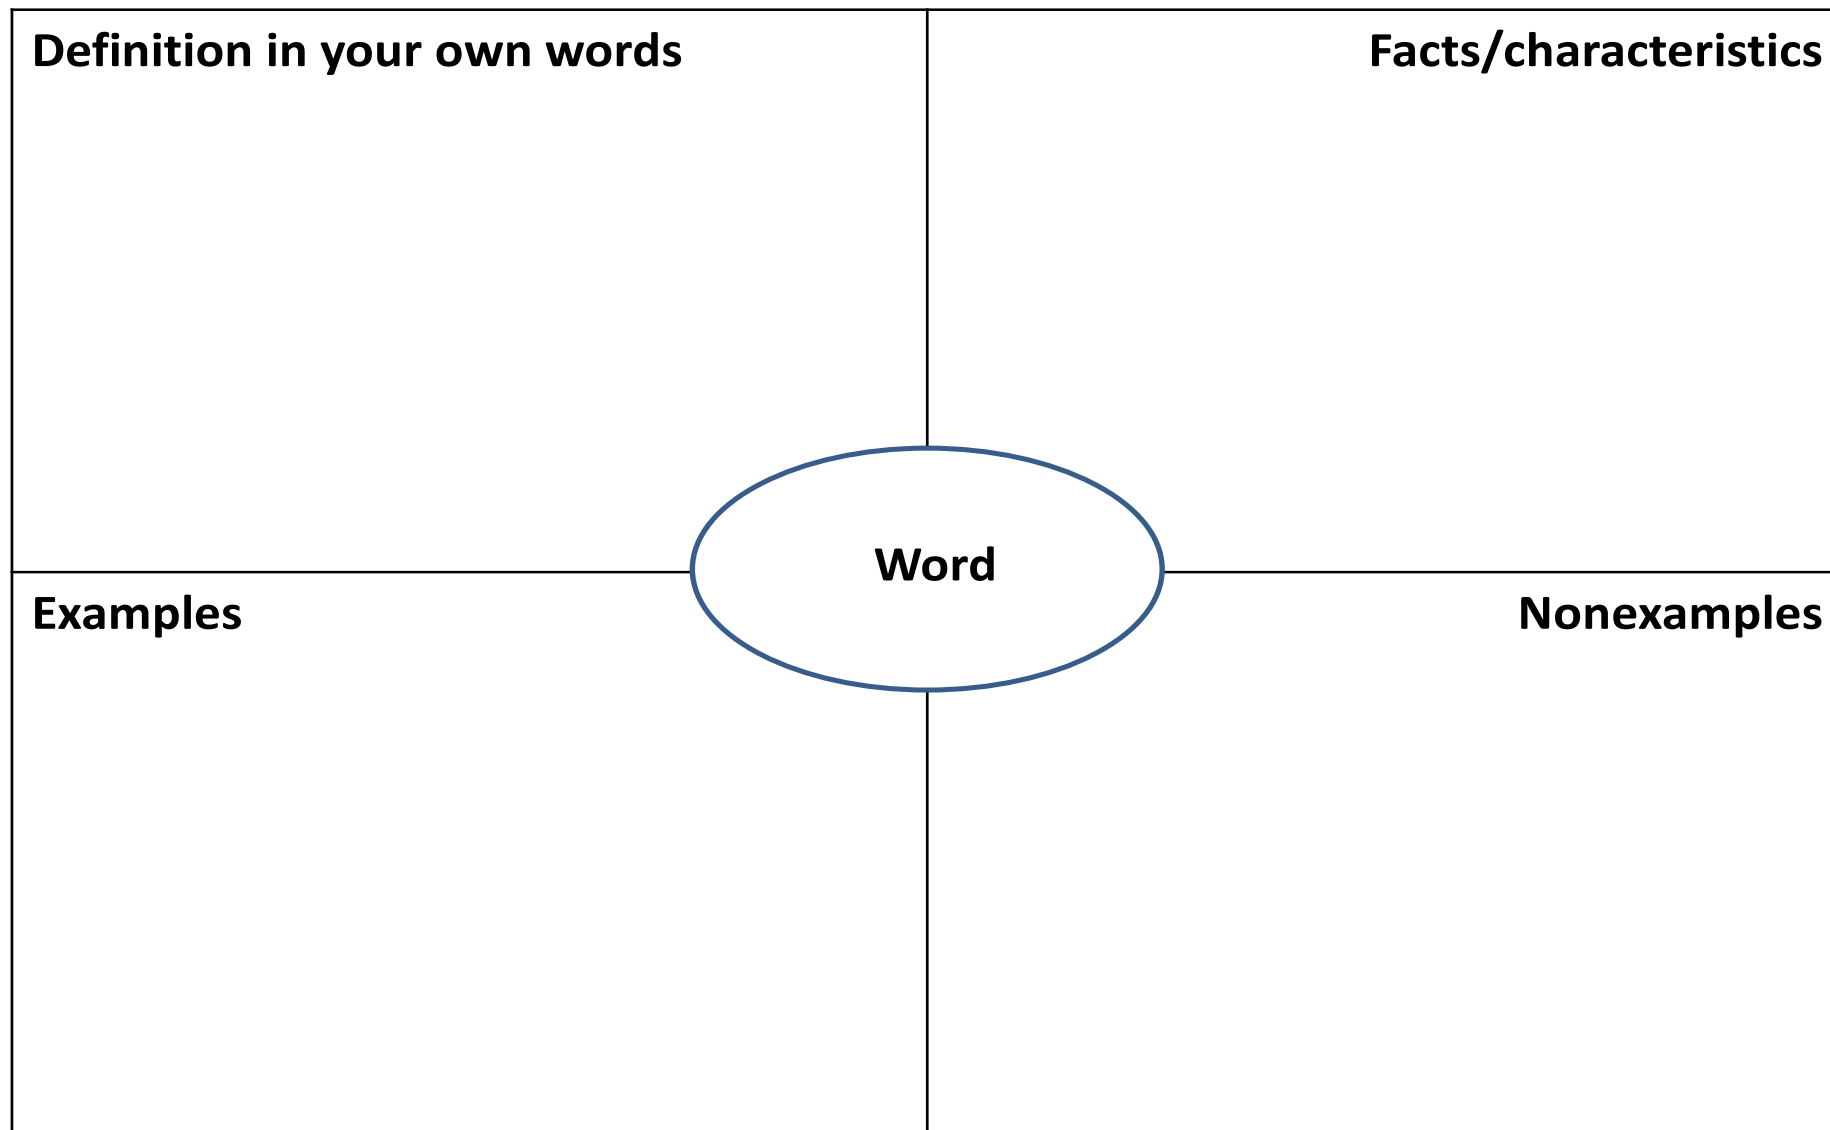 Definition in your own words
Facts/characteristics
Word
Examples
Nonexamples